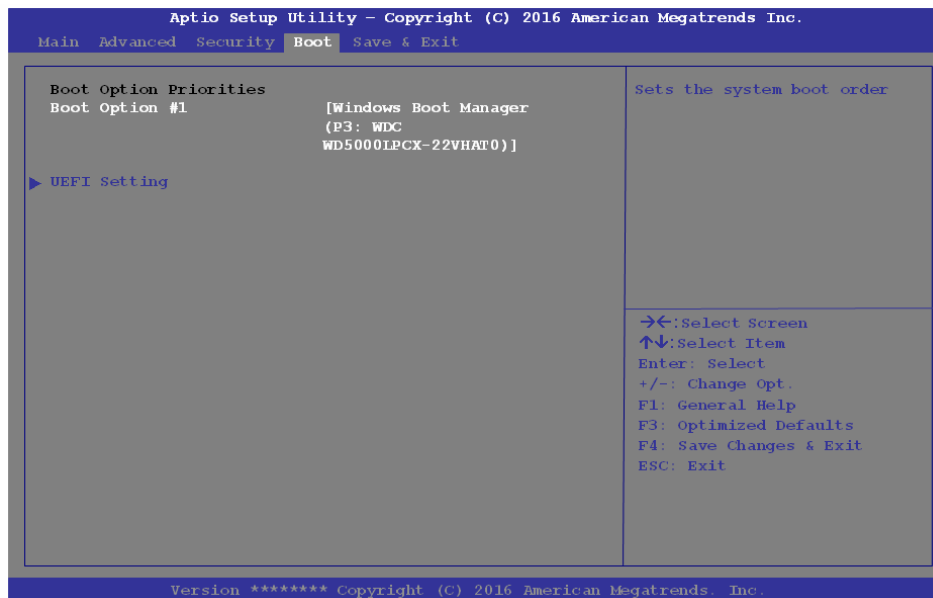 Aptio Setup Utility – Copyright (C) 2016 American Megatrends Inc.
Main Advanced Security Boot Save & Exit
Boot Option Priorities
Boot Option #1 [Windows Boot Manager
(P3: WDC
WD5000LPCX-22VHAT0)]
▶ UEFI Setting
Sets the system boot order
→←:Select Screen
↑↓:Select Item
Enter: Select
+/-: Change Opt.
F1: General Help
F3: Optimized Defaults
F4: Save Changes & Exit
ESC: Exit
Version ******** Copyright (C) 2016 American Megatrends. Inc.